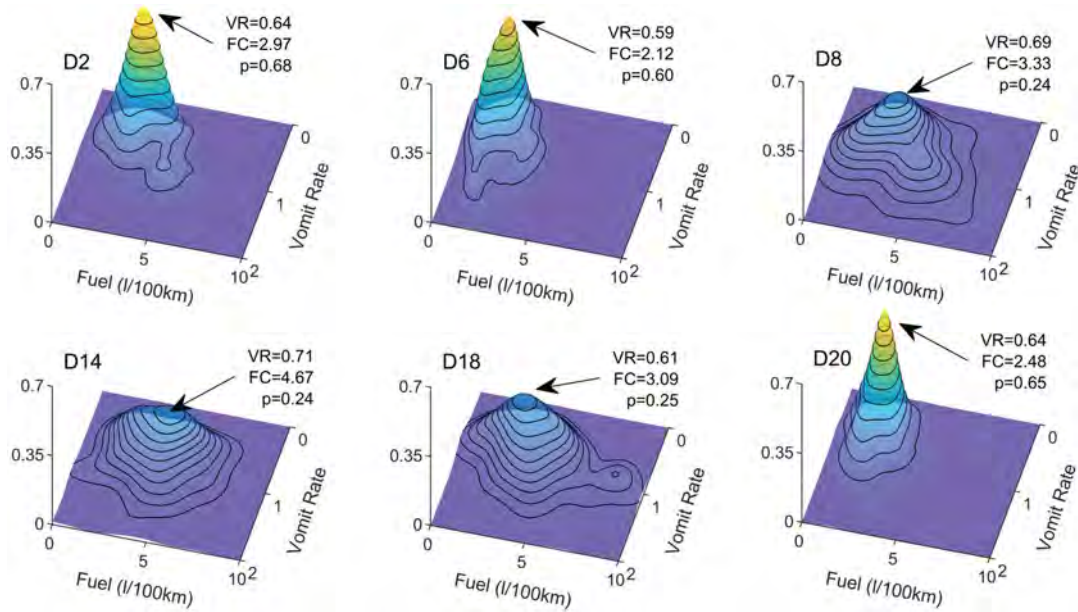 D2
VR=0.64
FC=2.97
p=0.68
0.7
0.35
0
0
5
10
0
1
2
Fuel (l/100km)
Vomit Rate
D6
VR=0.59
FC=2.12
p=0.60
0.7
0.35
0
0
5
10
0
1
2
Fuel (l/100km)
Vomit Rate
D8
VR=0.69
FC=3.33
p=0.24
0.7
0.35
0
0
5
10
0
1
2
Fuel (l/100km)
Vomit Rate
D14
VR=0.71
FC=4.67
p=0.24
0.7
0.35
0
0
5
10
0
1
2
Fuel (l/100km)
Vomit Rate
D18
VR=0.61
FC=3.09
p=0.25
0.7
0.35
0
0
5
10
0
1
2
Fuel (l/100km)
Vomit Rate
D20
VR=0.64
FC=2.48
p=0.65
0.7
0.35
0
0
5
10
0
1
2
Fuel (l/100km)
Vomit Rate